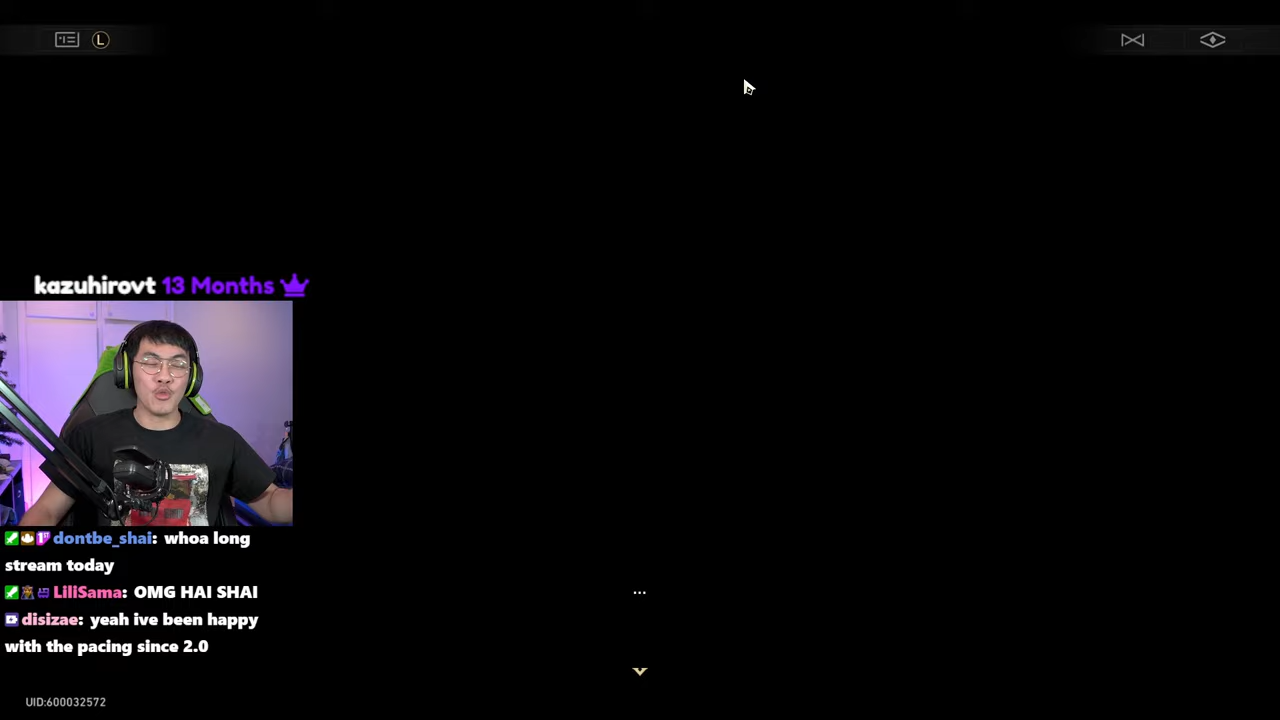 L
kazuhirovt 13 Months
dontbe_shai: whoa long
stream today
LiliSama: OMG HAI SHAI
disizae: yeah ive been happy
with the pacing since 2.0
...
UID:600032572